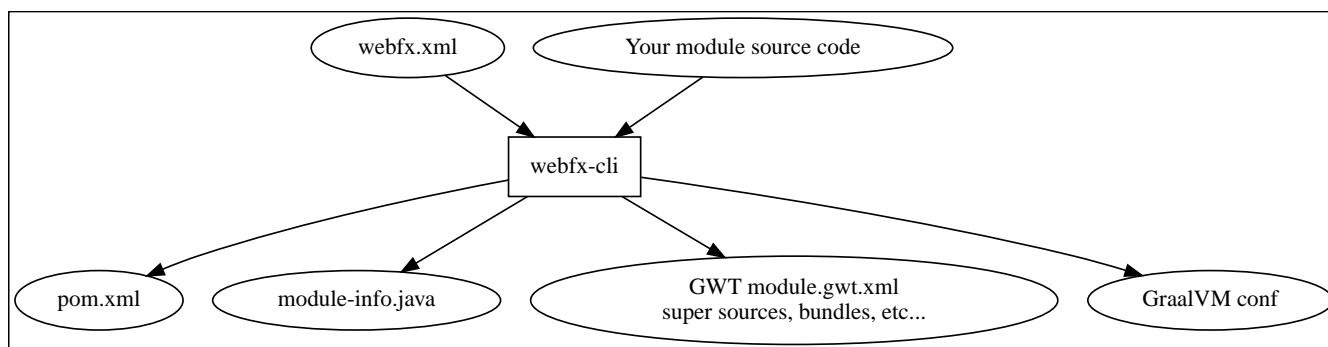 webfx.xml
Your module source code
webfx-cli
pom.xml
module-info.java
GWT module.gwt.xml
super sources, bundles, etc...
GraalVM conf